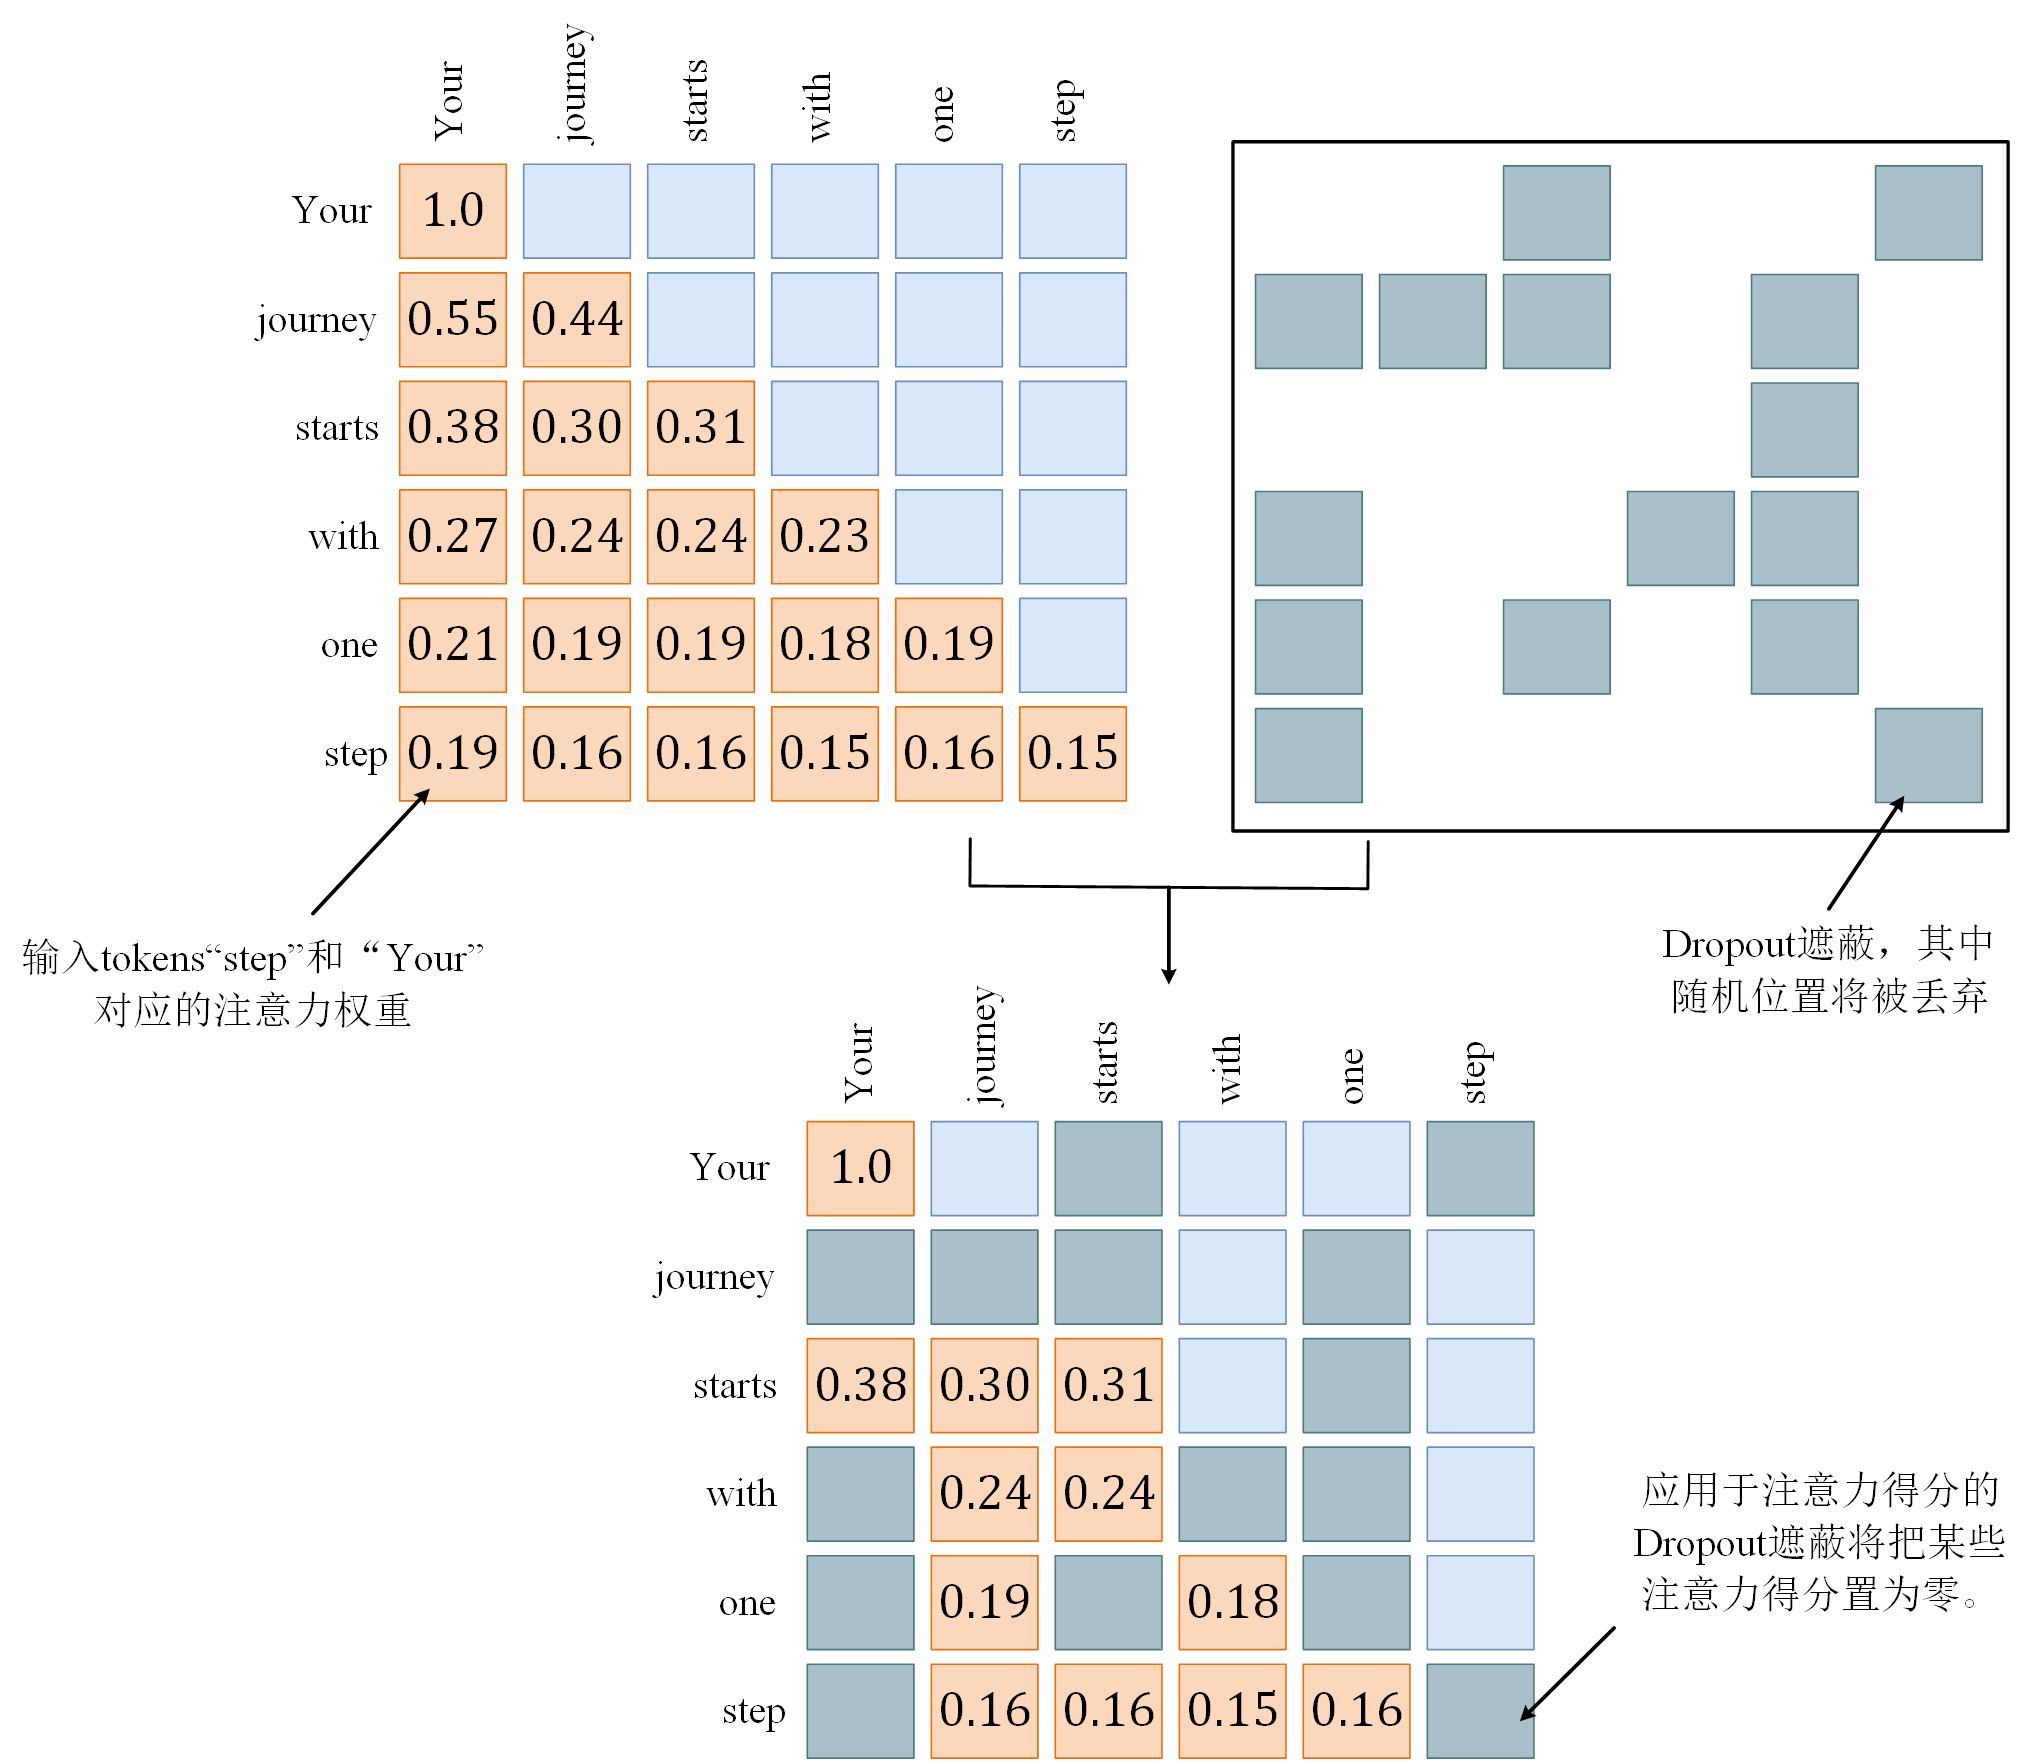 Your journey starts with one step
Your 1.0
journey 0.55 0.44
starts 0.38 0.30 0.31
with 0.27 0.24 0.24 0.23
one 0.21 0.19 0.19 0.18 0.19
step 0.19 0.16 0.16 0.15 0.16 0.15
输入tokens“step”和“Your”
对应的注意力权重
Dropout遮蔽，其中
随机位置将被丢弃
Your journey starts with one step
Your 1.0
journey
starts 0.38 0.30 0.31
with 0.24 0.24
one 0.19 0.18
step 0.16 0.16 0.15 0.16
应用于注意力得分的
Dropout遮蔽将把某些
注意力得分置为零。